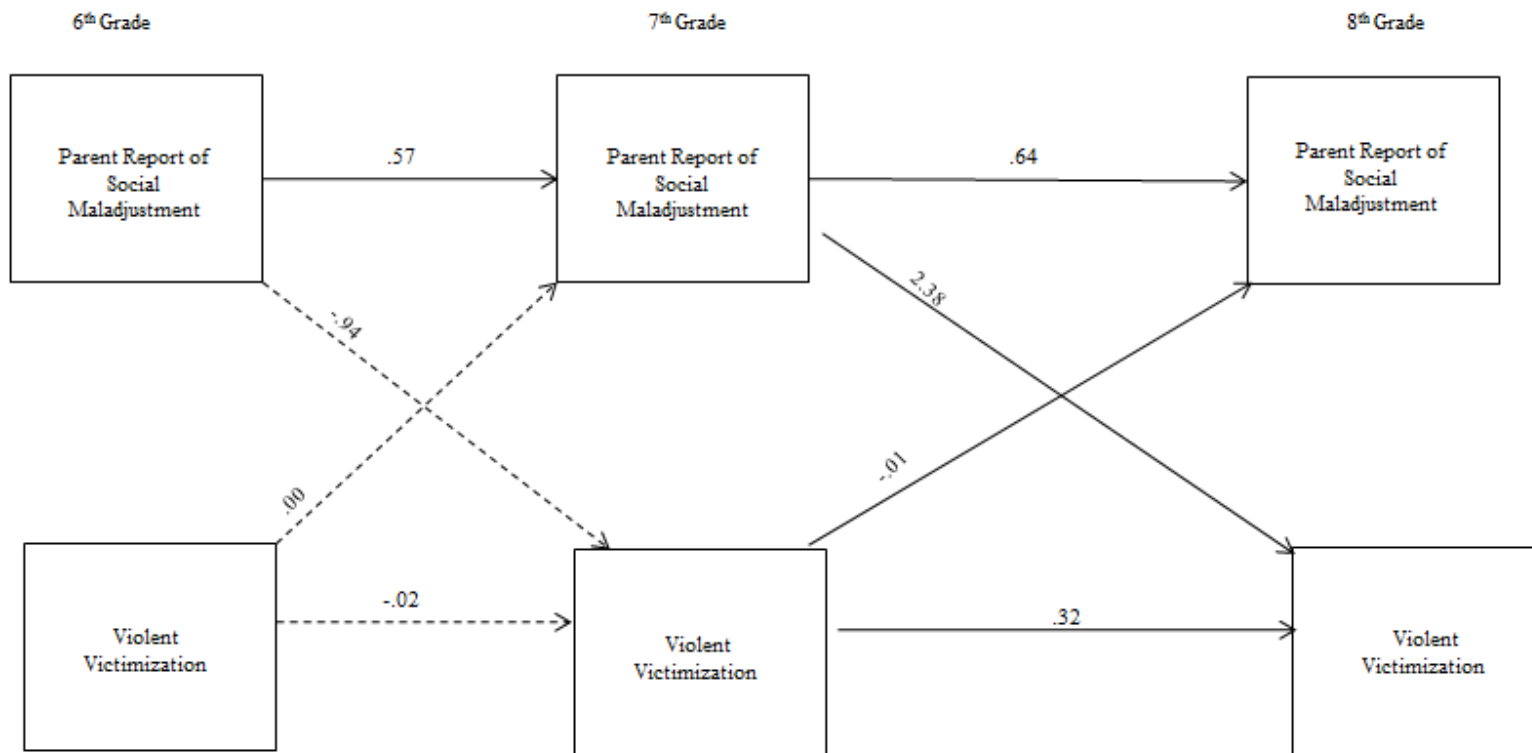 6th Grade
7th Grade
8th Grade
Parent Report of
Social
Maladjustment
.57
Parent Report of
Social
Maladjustment
.64
Parent Report of
Social
Maladjustment
-.94
2.38
.00
-.01
Violent
Victimization
-.02
Violent
Victimization
.32
Violent
Victimization